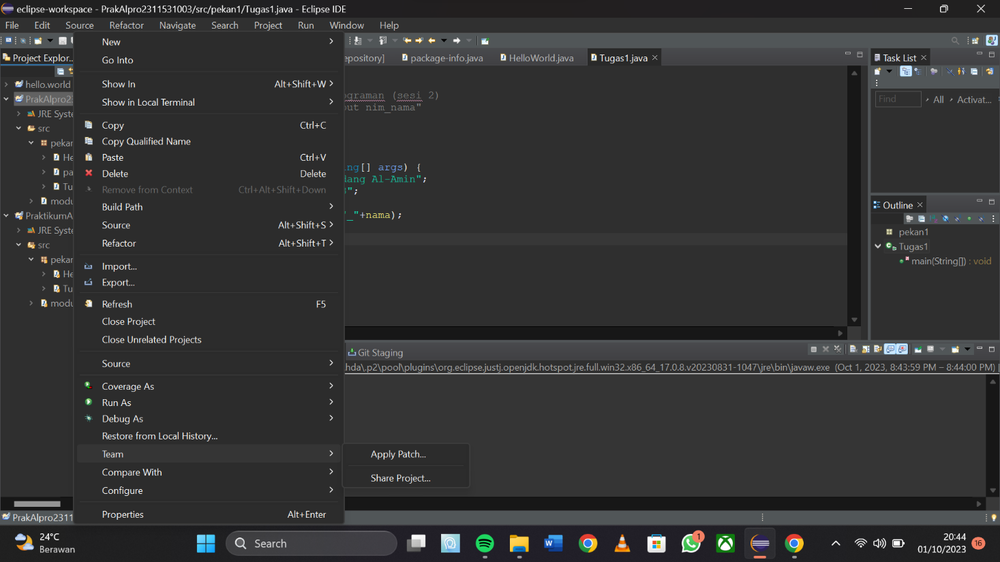 eclipse-workspace - PrakAlpro2311531003/src/pekan1/Tugas1.java - Eclipse IDE
File Edit Source Refactor Navigate Search Project Run Window Help
Project Explor...
hello.world
PrakAlpro2
JRE Syste
src
pekan
He
pa
Tu
modu
PraktikumA
JRE Syste
src
pekan
He
Tu
modu
New
Go Into
Show In Alt+Shift+W
Show in Local Terminal
Copy Ctrl+C
Copy Qualified Name
Paste Ctrl+V
Delete Delete
Remove from Context Ctrl+Alt+Shift+Down
Build Path
Source Alt+Shift+S
Refactor Alt+Shift+T
Import...
Export...
Refresh F5
Close Project
Close Unrelated Projects
Source
Coverage As
Run As
Debug As
Restore from Local History...
Team
Compare With
Configure
Properties Alt+Enter
Apply Patch...
Share Project...
epository] package-info.java HelloWorld.java Tugas1.java
ograman (sesi 2)
out nim_nama"
ing[] args) {
dang Al-Amin";
";
_"+nama);
Task List
Find All Activat...
Outline
pekan1
Tugas1
main(String[]) : void
Git Staging
hda\.p2\pool\plugins\org.eclipse.justj.openjdk.hotspot.jre.full.win32.x86_64_17.0.8.v20230831-1047\jre\bin\javaw.exe (Oct 1, 2023, 8:43:59 PM – 8:44:00 PM)
PrakAlpro2311
24°C
Berawan
Search
1
20:44
01/10/2023
16